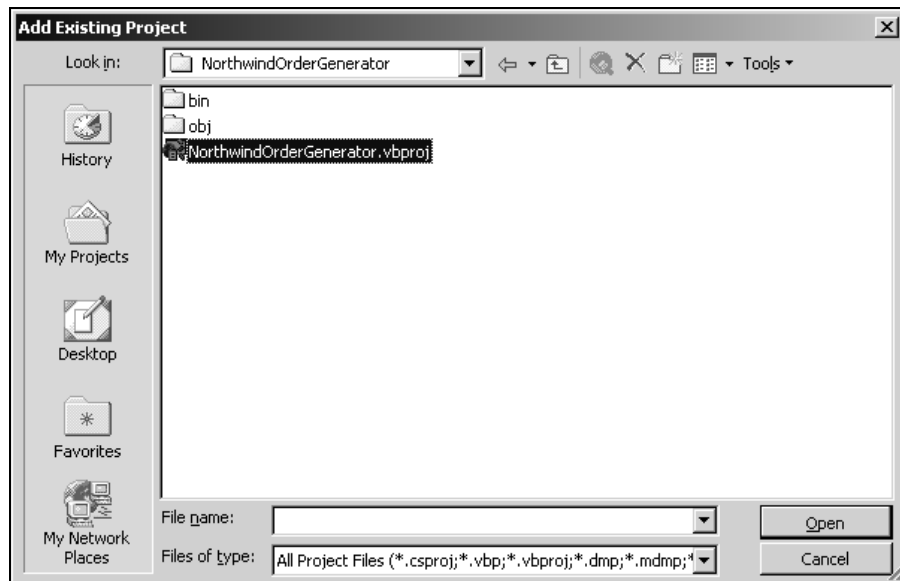 Add Existing Project
Look in:
NorthwindOrderGenerator
Tools
bin
obj
NorthwindOrderGenerator.vbproj
History
My Projects
Desktop
Favorites
My Network
Places
File name:
Open
Files of type:
All Project Files (*.csproj;*.vbp;*.vbproj;*.dmp;*.mdmp;*
Cancel